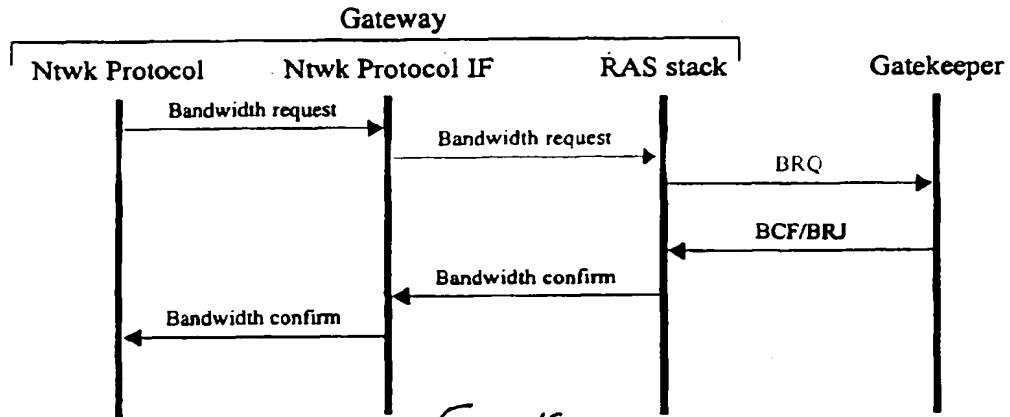 Gateway
Ntwk Protocol Ntwk Protocol IF RAS stack Gatekeeper
Bandwidth request
Bandwidth request
BRQ
BCF/BRJ
Bandwidth confirm
Bandwidth confirm